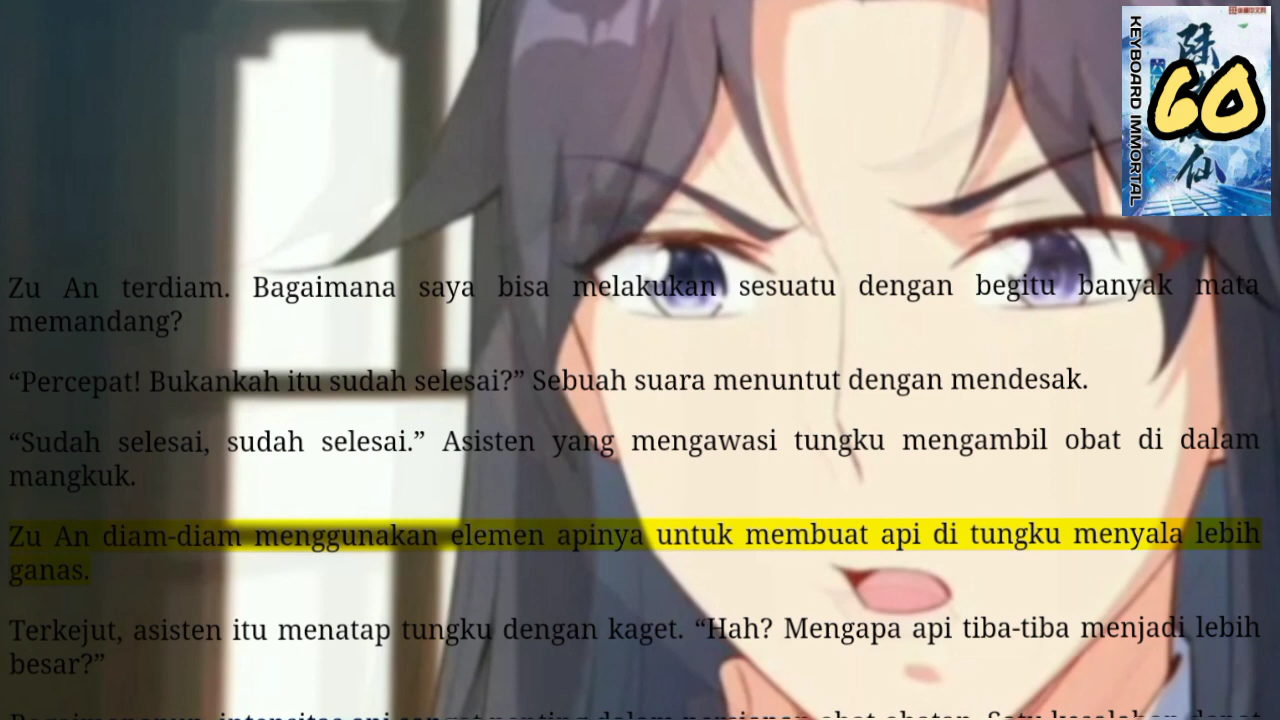 KEYBOARD IMMORTAL
60
仙
Zu An terdiam. Bagaimana saya bisa melakukan sesuatu dengan begitu banyak mata
memandang?
“Percepat! Bukankah itu sudah selesai?” Sebuah suara menuntut dengan mendesak.
“Sudah selesai, sudah selesai.” Asisten yang mengawasi tungku mengambil obat di dalam
mangkuk.
Zu An diam-diam menggunakan elemen apinya untuk membuat api di tungku menyala lebih
ganas.
Terkejut, asisten itu menatap tungku dengan kaget. “Hah? Mengapa api tiba-tiba menjadi lebih
besar?”